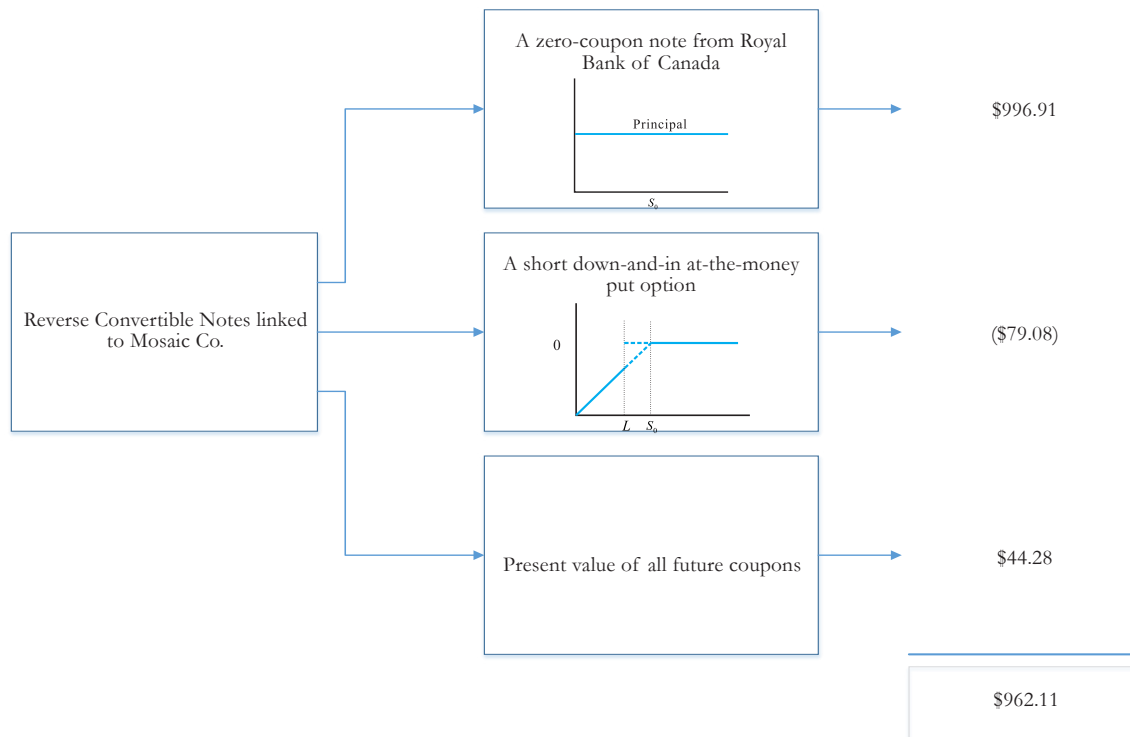 A zero-coupon note from Royal
Bank of Canada
Principal
S₀
$996.91
Reverse Convertible Notes linked
to Mosaic Co.
A short down-and-in at-the-money
put option
0
L S₀
($79.08)
Present value of all future coupons
$44.28
$962.11